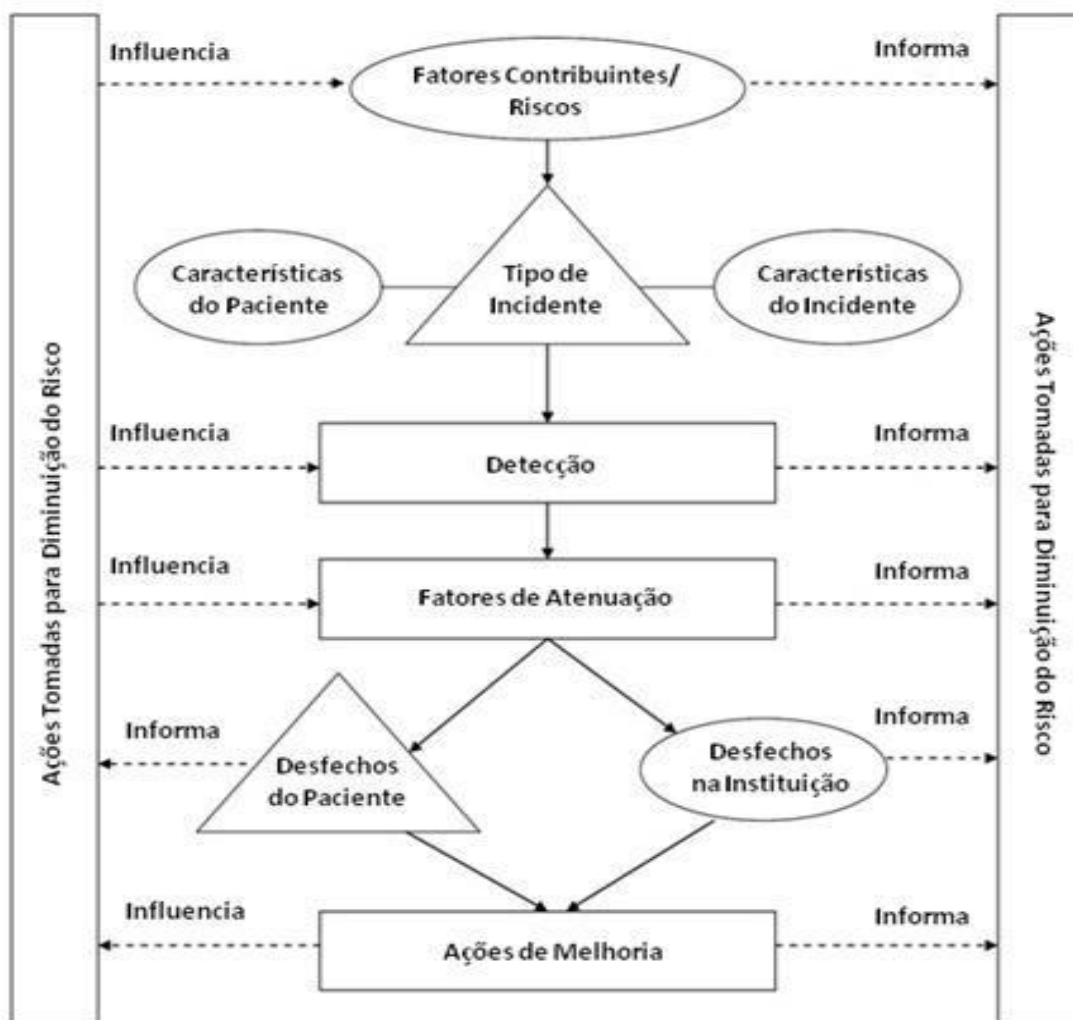 Influencia
Fatores Contribuintes/
Riscos
Informa
Características
do Paciente
Tipo de
Incidente
Características
do Incidente
Ações Tomadas para Diminuição do Risco
Ações Tomadas para Diminuição do Risco
Influencia
Detecção
Informa
Influencia
Fatores de Atenuação
Informa
Informa
Desfechos
do Paciente
Desfechos
na Instituição
Informa
Influencia
Ações de Melhoria
Informa